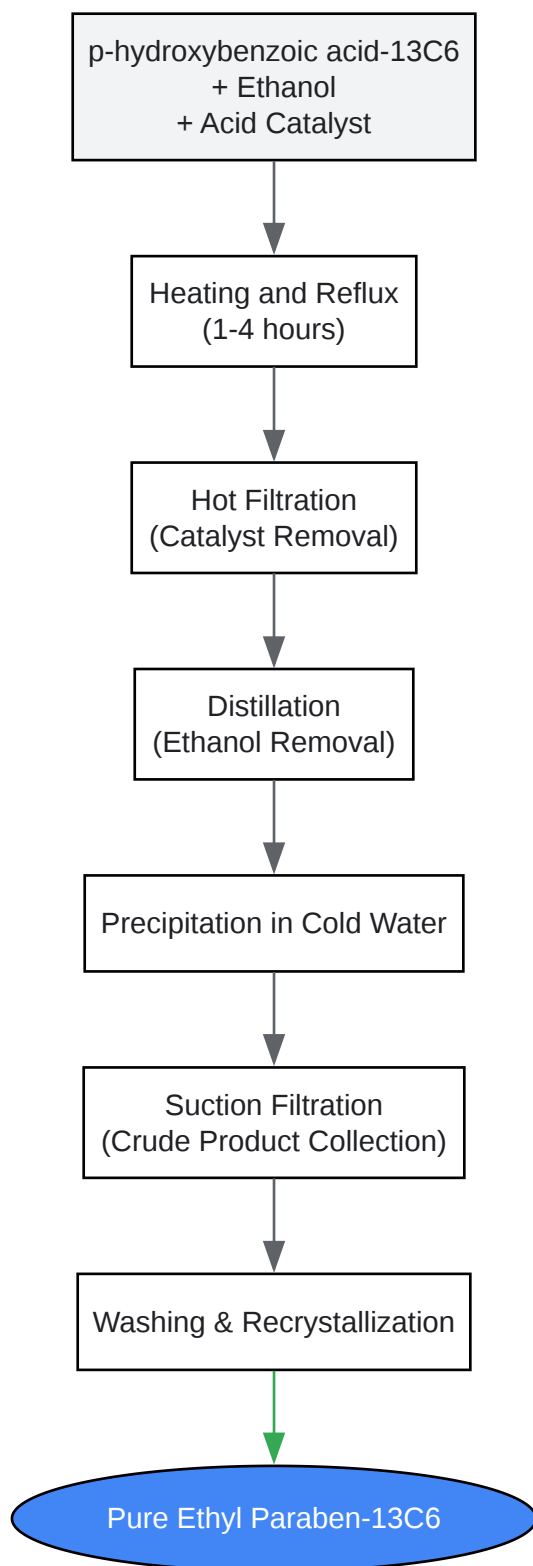 p-hydroxybenzoic acid-13C6
+ Ethanol
+ Acid Catalyst
Heating and Reflux
(1-4 hours)
Hot Filtration
(Catalyst Removal)
Distillation
(Ethanol Removal)
Precipitation in Cold Water
Suction Filtration
(Crude Product Collection)
Washing & Recrystallization
Pure Ethyl Paraben-13C6